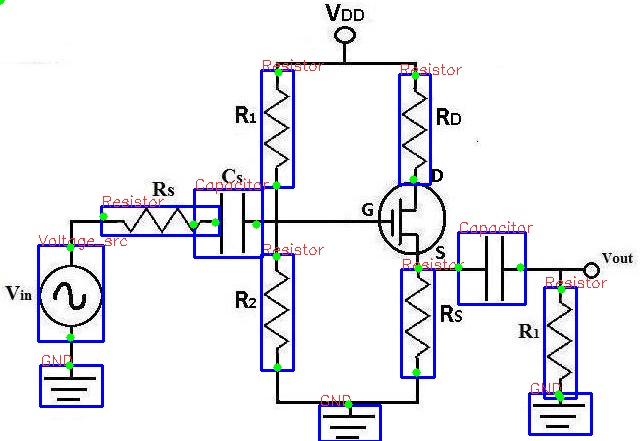 VDD
Resistor
Resistor
R1
RD
Cs
D
Rs
Capacitor
Resistor
G
Capacitor
Voltage_src
S
Vout
Resistor
Resistor
Resistor
Vin
R2
RS
R1
GND
GND